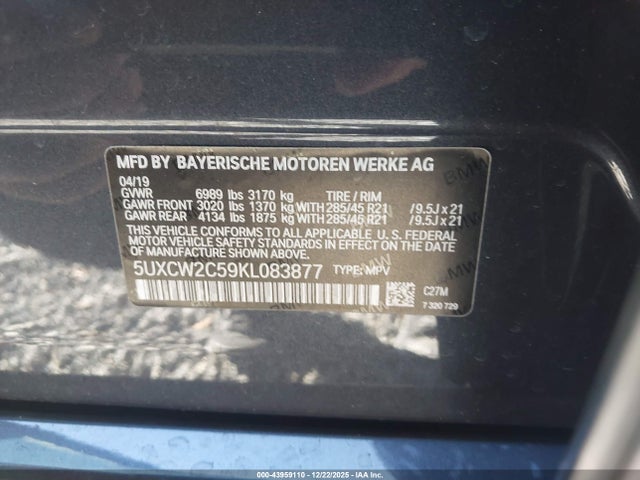 MFD BY BAYERISCHE MOTOREN WERKE AG
04/19
GVWR 6989 lbs 3170 kg TIRE / RIM
GAWR FRONT 3020 lbs 1370 kg WITH 285/45 R21 /9.5J x 21
GAWR REAR 4134 lbs 1875 kg WITH 285/45 R21 /9.5J x 21
THIS VEHICLE CONFORMS TO ALL APPLICABLE U.S. FEDERAL
MOTOR VEHICLE SAFETY STANDARDS IN EFFECT ON THE DATE
OF MANUFACTURE SHOWN ABOVE.
5UXCW2C59KL083877 TYPE: MPV
C27M
7 320 729
000-43959110 - 12/22/2025 - IAAI.COM